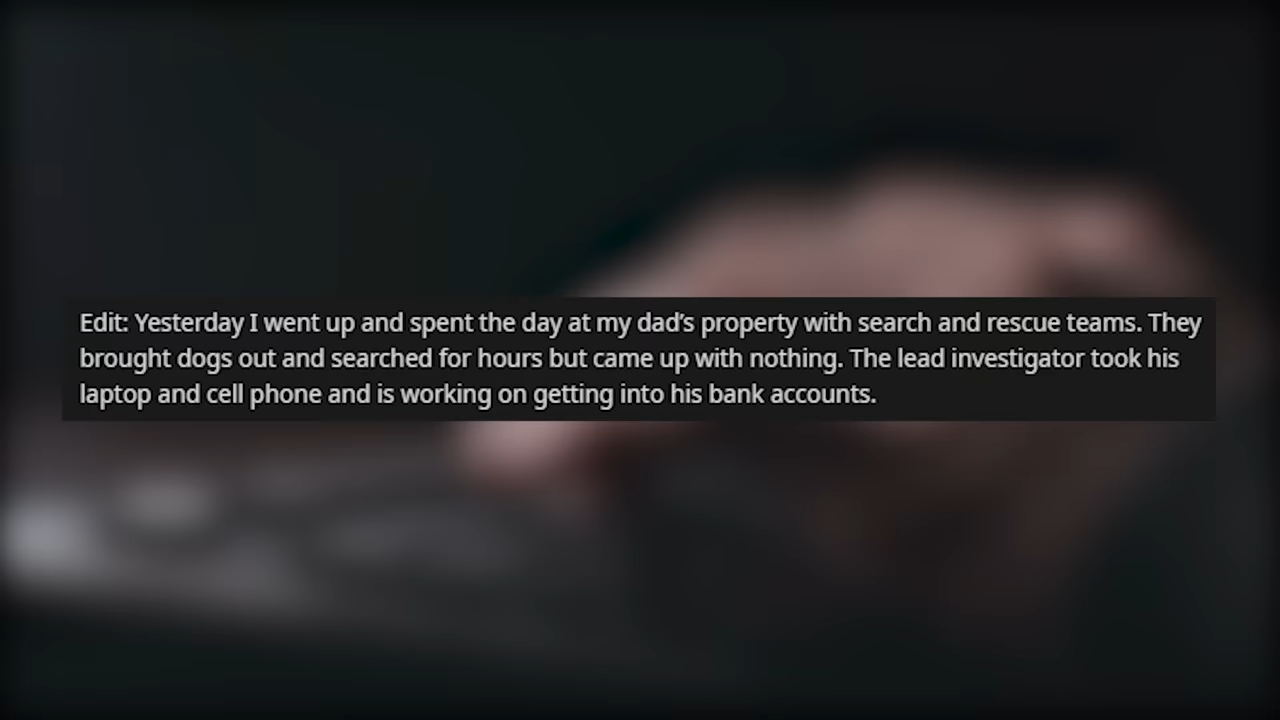 Edit: Yesterday I went up and spent the day at my dad’s property with search and rescue teams. They
brought dogs out and searched for hours but came up with nothing. The lead investigator took his
laptop and cell phone and is working on getting into his bank accounts.